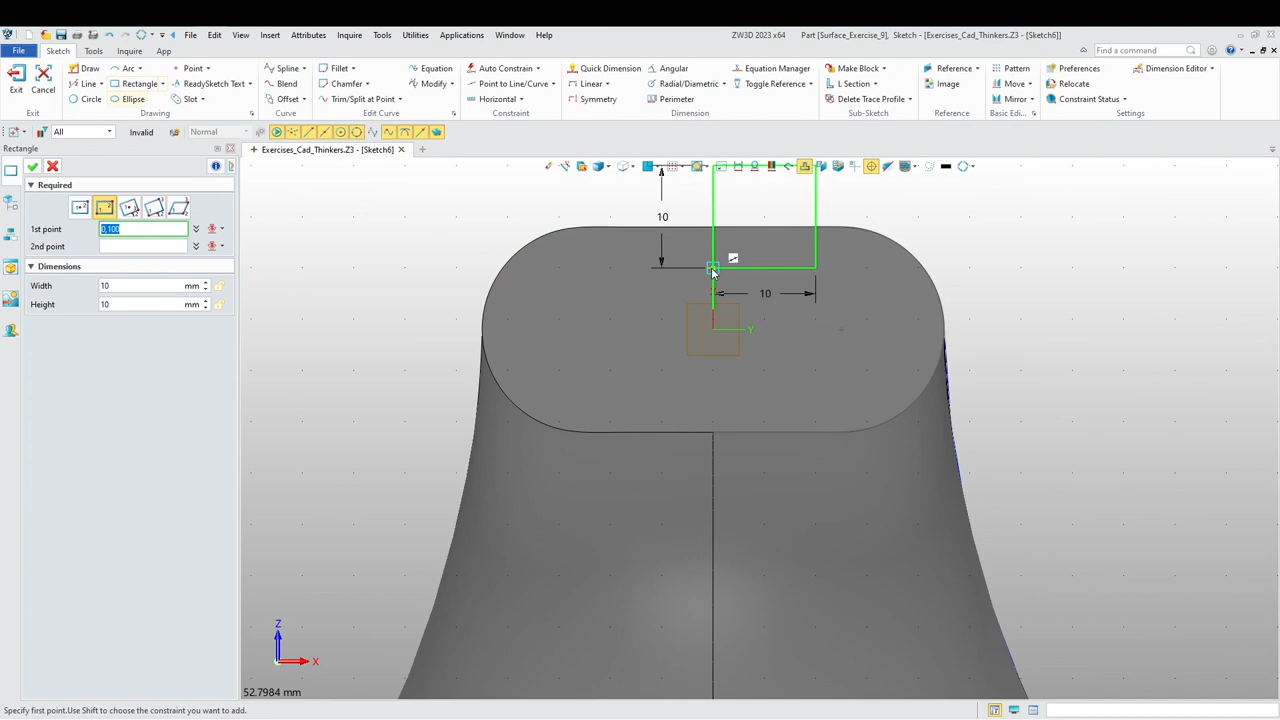 File Edit View Insert Attributes Inquire Tools Utilities Applications Window Help ZW3D 2023 x64 Part [Surface_Exercise_9], Sketch - [Exercises_Cad_Thinkers.Z3 - [Sketch6]]
File Sketch Tools Inquire App Find a command
Draw Arc Point Spline Fillet Equation Auto Constrain Quick Dimension Angular Equation Manager Make Block Reference Pattern Preferences Dimension Editor
Exit Cancel Line Rectangle ReadySketch Text Blend Chamfer Modify Point to Line/Curve Linear Radial/Diametric Toggle Reference L Section Image Move Relocate
Circle Ellipse Slot Offset Trim/Split at Point Horizontal Symmetry Perimeter Delete Trace Profile Mirror Constraint Status
Exit Drawing Curve Edit Curve Constraint Dimension Sub-Sketch Reference Basic Edi... Settings
All Invalid Normal
Rectangle
Exercises_Cad_Thinkers.Z3 - [Sketch6]
Required
1st point 0,100
2nd point
Dimensions
Width 10 mm
Height 10 mm
10
10
Y
Z
X
52.7984 mm
Specify first point.Use Shift to choose the constraint you want to add.